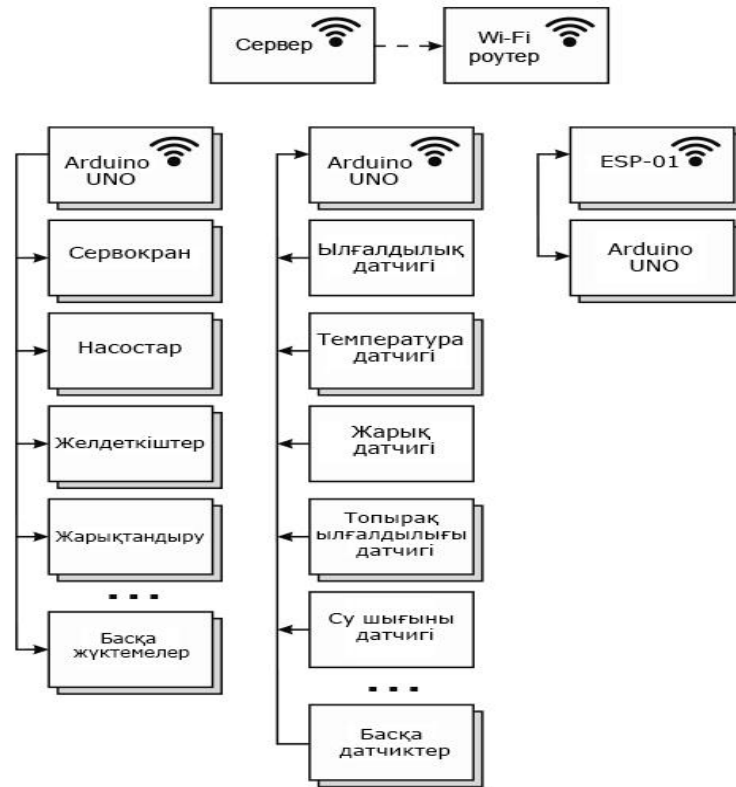 Сервер
Wi-Fi
роутер
Arduino
UNO
Сервокран
Насостар
Желдеткіштер
Жарықтандыру
...
Басқа
жүктемелер
Arduino
UNO
Ылғалдылық
датчигі
Температура
датчигі
Жарық
датчигі
Топырақ
ылғалдылығы
датчигі
Су шығыны
датчигі
...
Басқа
датчиктер
ESP-01
Arduino
UNO